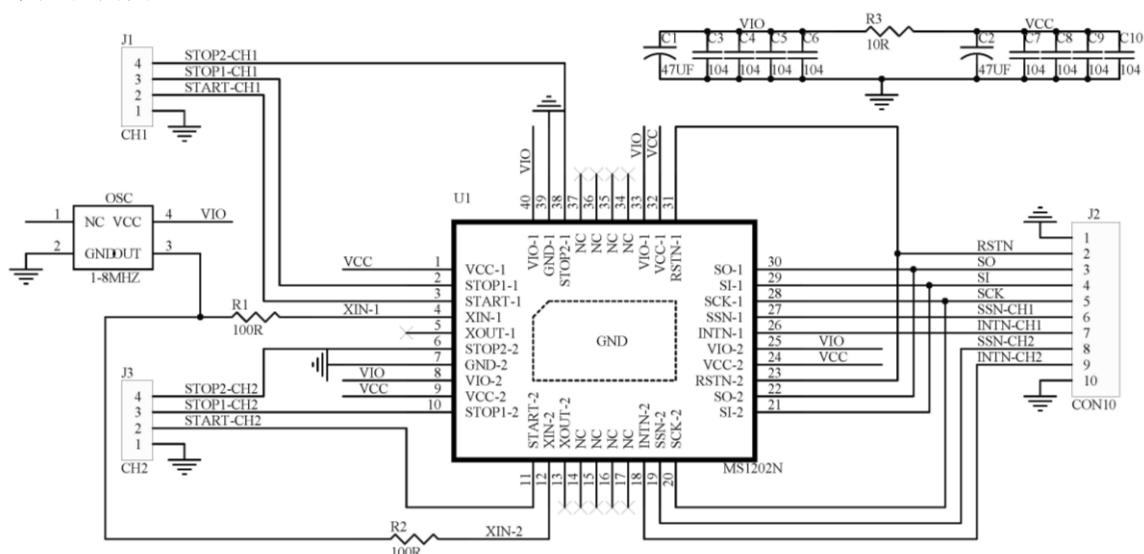 J1
4 STOP2-CH1
3 STOP1-CH1
2 START-CH1
1
CH1
VIO R3 VCC
C1 C3 C4 C5 C6 10R C2 C7 C8 C9 C10
47UF 104 104 104 104 47UF 104 104 104 104
OSC
1 NC VCC 4 VIO
2 GND OUT 3
1-8MHZ
R1
100R
XIN-1
J3
4 STOP2-CH2
3 STOP1-CH2
2 START-CH2
1
CH2
R2
100R
XIN-2
U1
VIO VIO VCC
40 39 38 37 36 35 34 33 32 31
VIO-1 GND-1 STOP2-1 NC NC NC NC VIO-1 VCC-1 RSTN-1
VCC 1 VCC-1
2 STOP1-1
3 START-1
4 XIN-1
5 XOUT-1
6 STOP2-2
7 GND-2
VIO 8 VIO-2
VCC 9 VCC-2
10 STOP1-2
GND
SO-1 30
SI-1 29
SCK-1 28
SSN-1 27
INTN-1 26
VIO-2 25 VIO
VCC-2 24 VCC
RSTN-2 23
SO-2 22
SI-2 21
START-2 XIN-2 XOUT-2 NC NC NC NC INTN-2 SSN-2 SCK-2
11 12 13 14 15 16 17 18 19 20
MS1202N
J2
1
RSTN 2
SO 3
SI 4
SCK 5
SSN-CH1 6
INTN-CH1 7
SSN-CH2 8
INTN-CH2 9
10
CON10